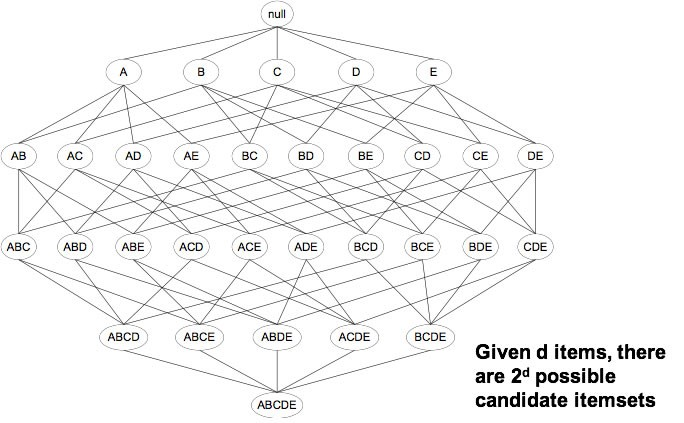 null
A B C D E
AB AC AD AE BC BD BE CD CE DE
ABC ABD ABE ACD ACE ADE BCD BCE BDE CDE
ABCD ABCE ABDE ACDE BCDE
ABCDE
Given d items, there
are 2ᵈ possible
candidate itemsets